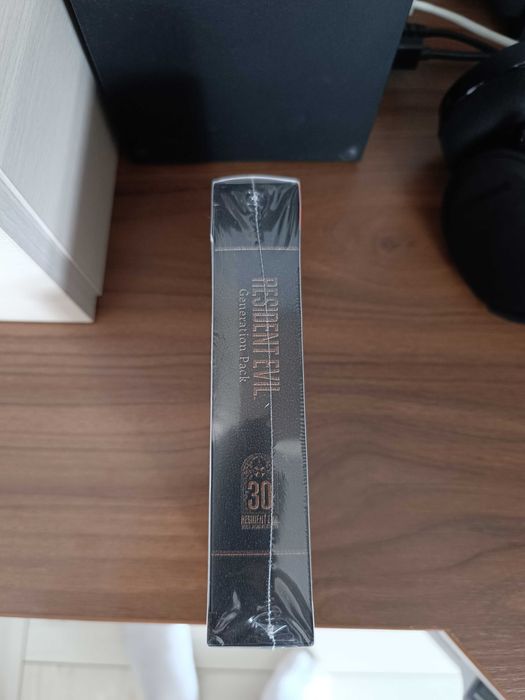 RESIDENT EVIL
Generation Pack
30
RESIDENT EVIL